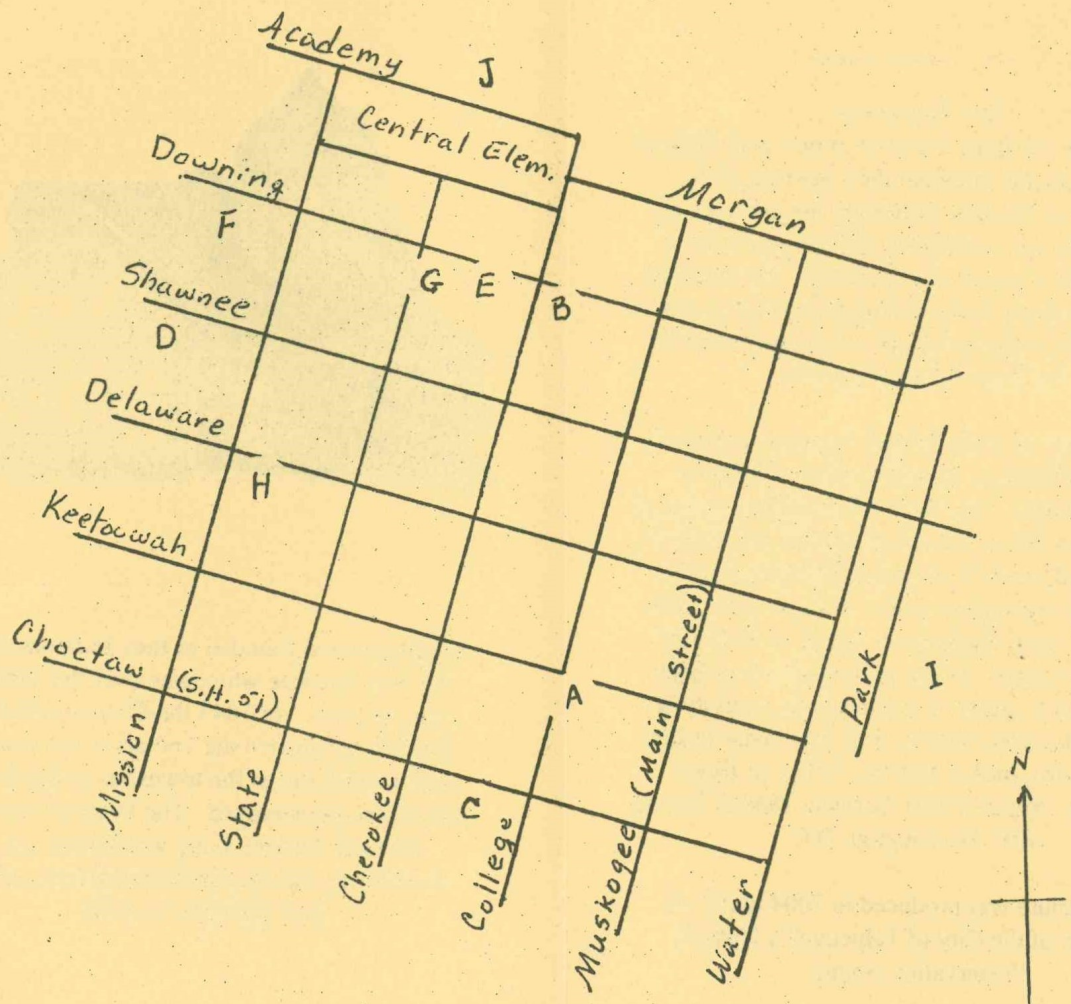 Academy
J
Central Elem.
Downing
Morgan
F
G
E
B
Shawnee
D
Delaware
H
Keetoowah
Choctaw
(S.H. 51)
A
I
Park
Mission
State
Cherokee
C
College
Muskogee (Main Street)
Water
N